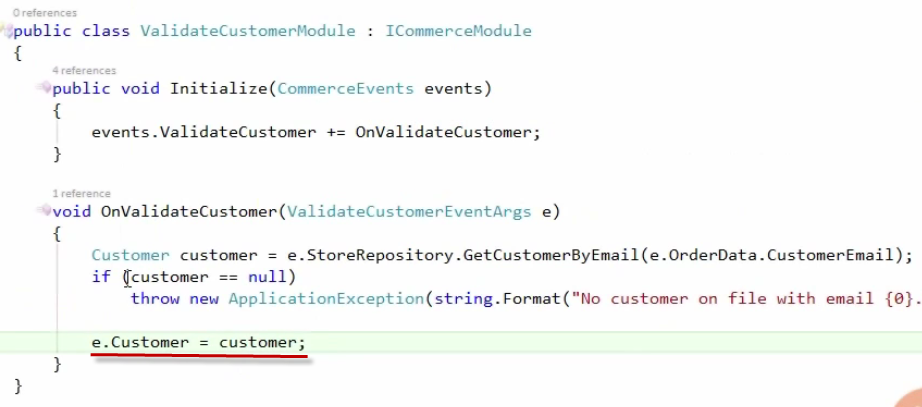 0 references
public class ValidateCustomerModule : ICommerceModule
{
4 references
public void Initialize(CommerceEvents events)
{
events.ValidateCustomer += OnValidateCustomer;
}
1 reference
void OnValidateCustomer(ValidateCustomerEventArgs e)
{
Customer customer = e.StoreRepository.GetCustomerByEmail(e.OrderData.CustomerEmail);
if (customer == null)
throw new ApplicationException(string.Format("No customer on file with email {0}.
e.Customer = customer;
}
}